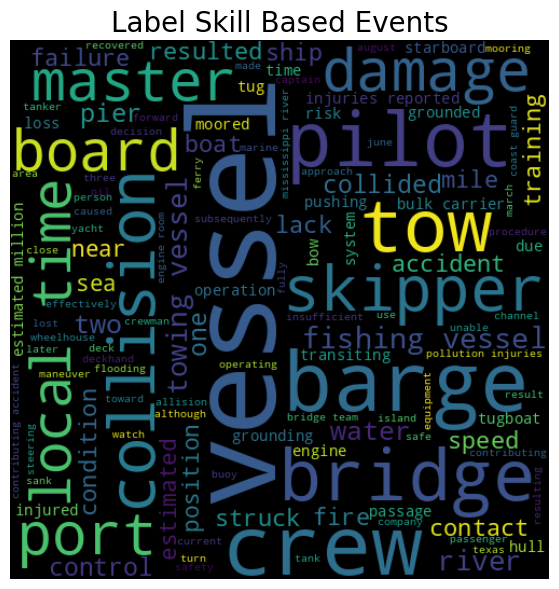 Label Skill Based Events
recovered
failure
resulted
ship
starboard
august
mooring
master
made
captain
time
tug
damage
tanker
loss
pier
forward
decision
moored
injuries reported
risk
grounded
training
board
boat
marine
mississippi river
pilot
coast guard
area
three
nil
person
caused
yacht
ferry
approach
june
collided
mile
pushing
bulk carrier
march
local time
collision
vessel
towing vessel
subsequently
lack
bow
system
tow
due
procedure
near
close
sea
engine room
operation
fully
skipper
accident
estimated million
effectively
lost
two
one
insufficient
use
channel
fishing vessel
unable
wheelhouse
crewman
later
deck
deckhand
transiting
pollution injuries
maneuver
flooding
toward
allision
although
operating
barge
result
contributing accident
steering
condition
watch
position
bridge team
island
equipment
tugboat
grounding
water
safe
speed
sank
estimated
engine
bridge
contributing
resulting
buoy
injured
port
struck
fire
passage
company
contact
passenger
control
current
turn
safety
crew
tank
river
texas
hull